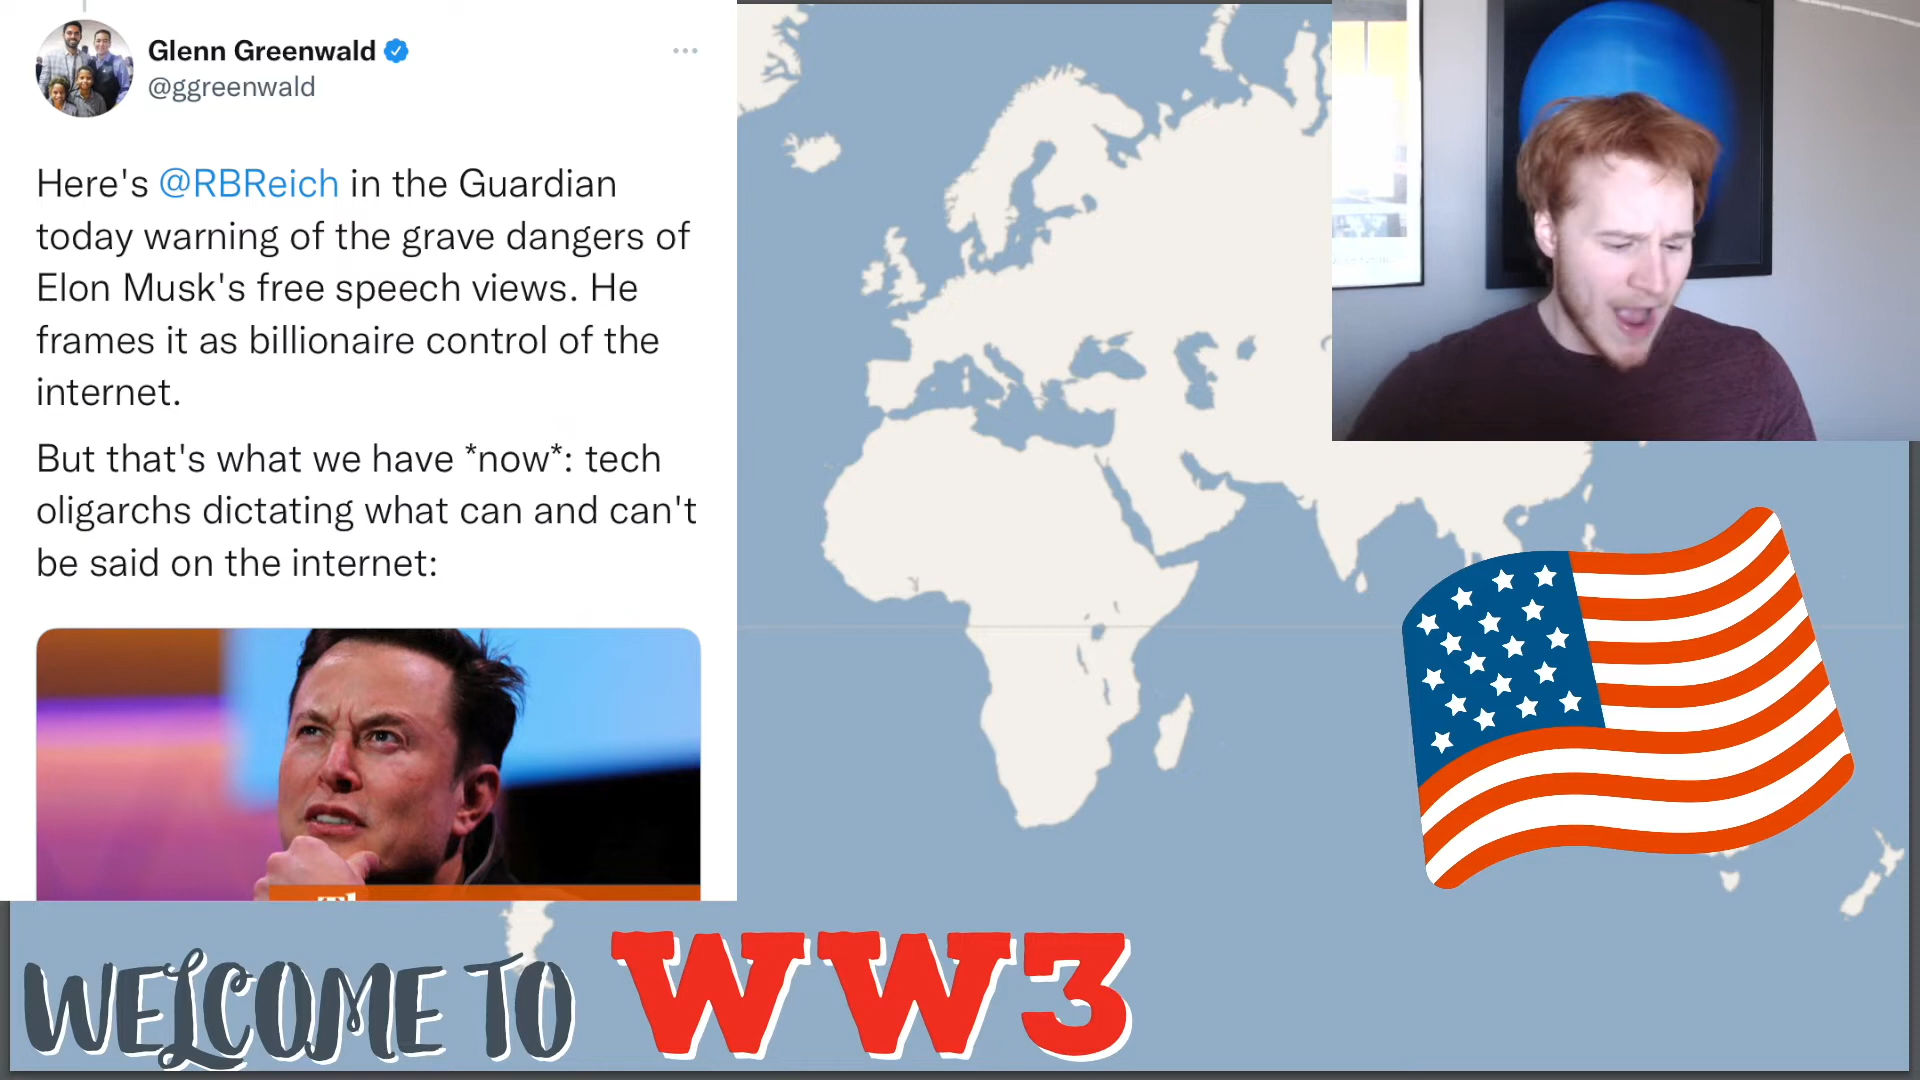 Glenn Greenwald
@ggreenwald
Here's @RBReich in the Guardian
today warning of the grave dangers of
Elon Musk's free speech views. He
frames it as billionaire control of the
internet.
But that's what we have *now*: tech
oligarchs dictating what can and can't
be said on the internet:
WELCOME TO WW3